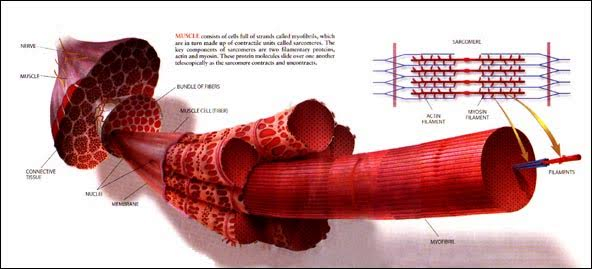 MUSCLE consists of cells full of strands called myofibrils, which
are in turn made up of contractile units called sarcomeres. The
key components of sarcomeres are two filamentary proteins,
actin and myosin. These protein molecules slide over one another
telescopically as the sarcomere contracts and uncontracts.
NERVE
MUSCLE
BUNDLE OF FIBERS
MUSCLE CELL (FIBER)
CONNECTIVE
TISSUE
NUCLEI
MEMBRANE
SARCOMERE
ACTIN
FILAMENT
MYOSIN
FILAMENT
FILAMENTS
MYOFIBRIL